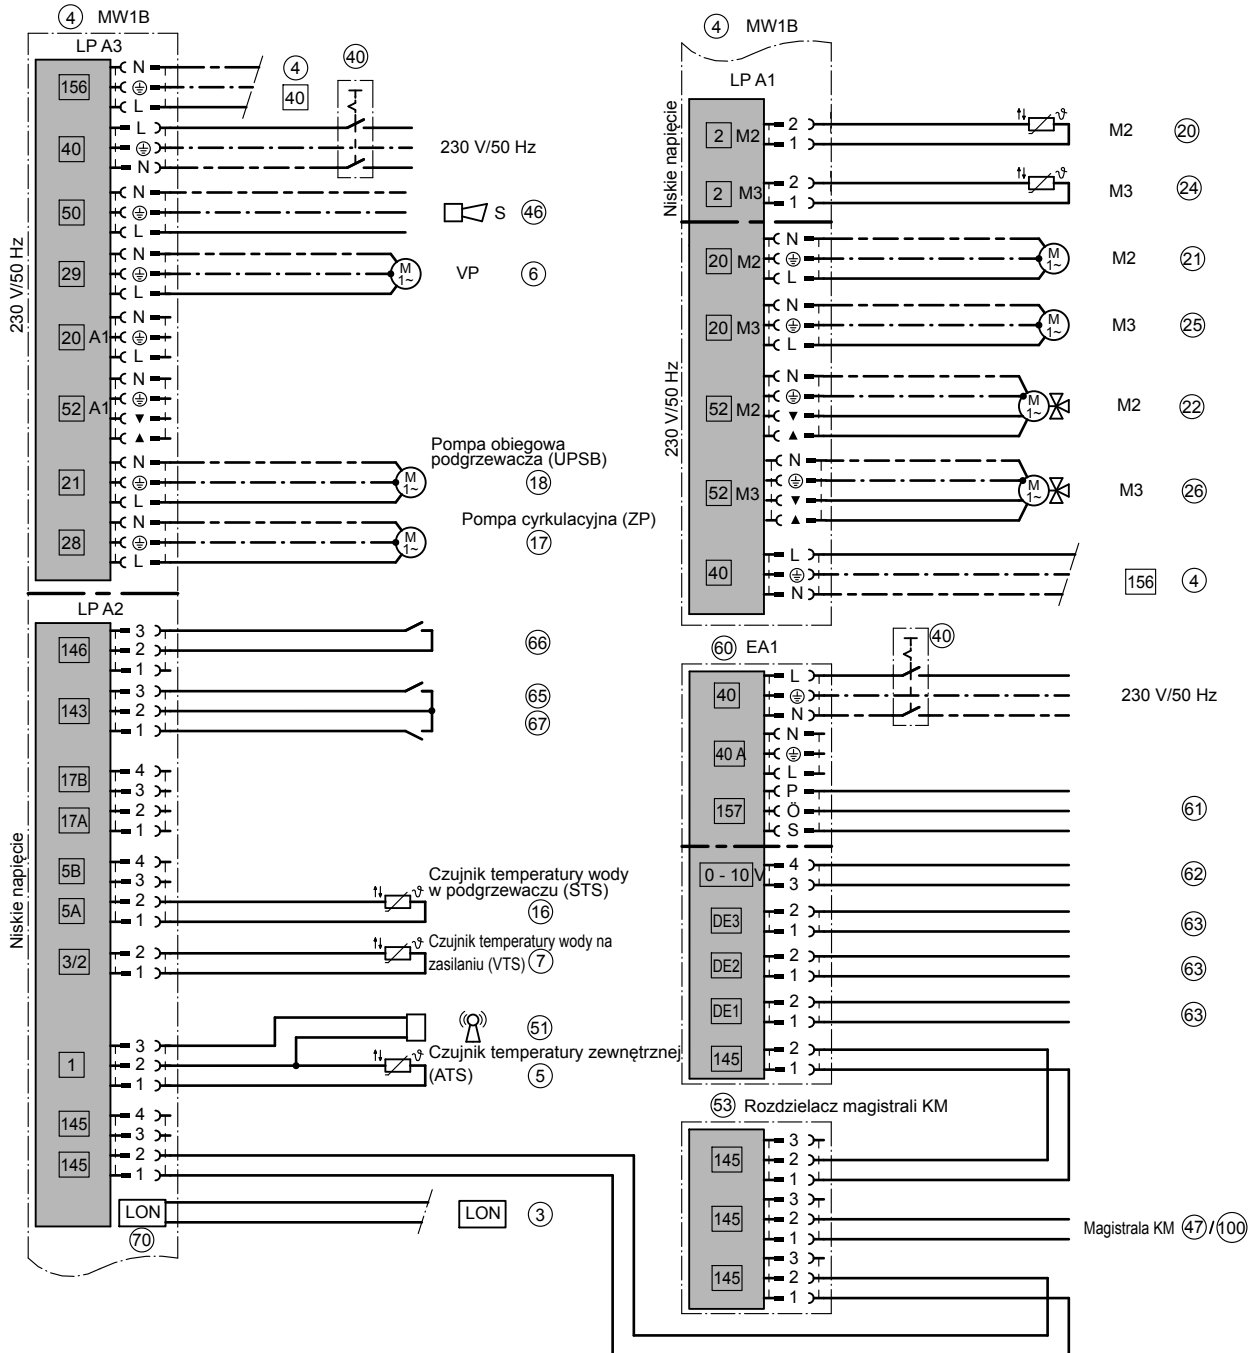 4 MW1B
LP A3
230 V/50 Hz
156
N
L
4
40
40
40
L
N
230 V/50 Hz
50
N
L
S 46
29
N
L
M
1~
VP 6
20 A1
N
L
52 A1
N
▼
▲
21
N
L
M
1~
Pompa obiegowa
podgrzewacza (UPSB)
18
28
N
L
M
1~
Pompa cyrkulacyjna (ZP)
17
LP A2
Niskie napięcie
146
3
2
1
66
143
3
2
1
65
67
17B
4
3
17A
2
1
5B
4
3
5A
2
1
ϑ
Czujnik temperatury wody
w podgrzewaczu (STS)
16
3/2
2
1
ϑ
Czujnik temperatury wody na
zasilaniu (VTS) 7
1
3
2
1
51
ϑ
Czujnik temperatury zewnętrznej
(ATS) 5
145
4
3
145
2
1
LON
LON 3
70
4 MW1B
LP A1
Niskie napięcie
2 M2
2
1
ϑ
M2 20
2 M3
2
1
ϑ
M3 24
230 V/50 Hz
20 M2
N
L
M
1~
M2 21
20 M3
N
L
M
1~
M3 25
52 M2
N
▼
▲
M
1~
M2 22
52 M3
N
▼
▲
M
1~
M3 26
40
L
N
156 4
60 EA1
40
40
L
N
230 V/50 Hz
40 A
N
L
157
P
Ö
S
61
0 - 10 V
4
3
62
DE3
2
1
63
DE2
2
1
63
DE1
2
1
63
145
2
1
53 Rozdzielacz magistrali KM
145
3
2
1
145
3
2
1
Magistrala KM 47/100
145
3
2
1